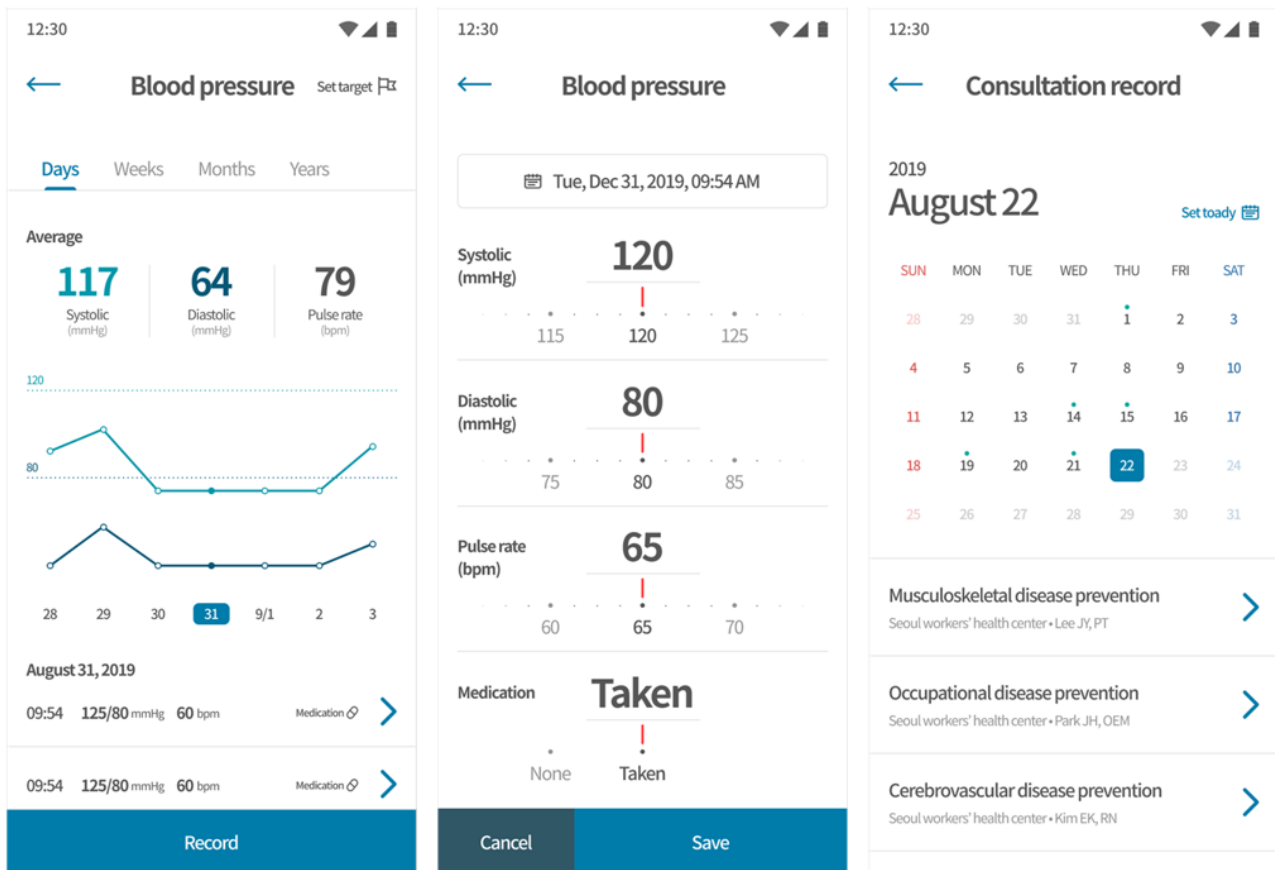 12:30
Blood pressure
Set target
Days Weeks Months Years
Average
117 64 79
Systolic Diastolic Pulse rate
(mmHg) (mmHg) (bpm)
120
80
28 29 30 31 9/1 2 3
August 31, 2019
09:54 125/80 mmHg 60 bpm Medication
09:54 125/80 mmHg 60 bpm Medication
Record
12:30
Blood pressure
Tue, Dec 31, 2019, 09:54 AM
Systolic
(mmHg)
120
115 120 125
Diastolic
(mmHg)
80
75 80 85
Pulse rate
(bpm)
65
60 65 70
Medication
Taken
None Taken
Cancel Save
12:30
Consultation record
2019
August 22
Set toady
SUN MON TUE WED THU FRI SAT
28 29 30 31 1 2 3
4 5 6 7 8 9 10
11 12 13 14 15 16 17
18 19 20 21 22 23 24
25 26 27 28 29 30 31
Musculoskeletal disease prevention
Seoul workers' health center • Lee JY, PT
Occupational disease prevention
Seoul workers' health center • Park JH, OEM
Cerebrovascular disease prevention
Seoul workers' health center • Kim EK, RN